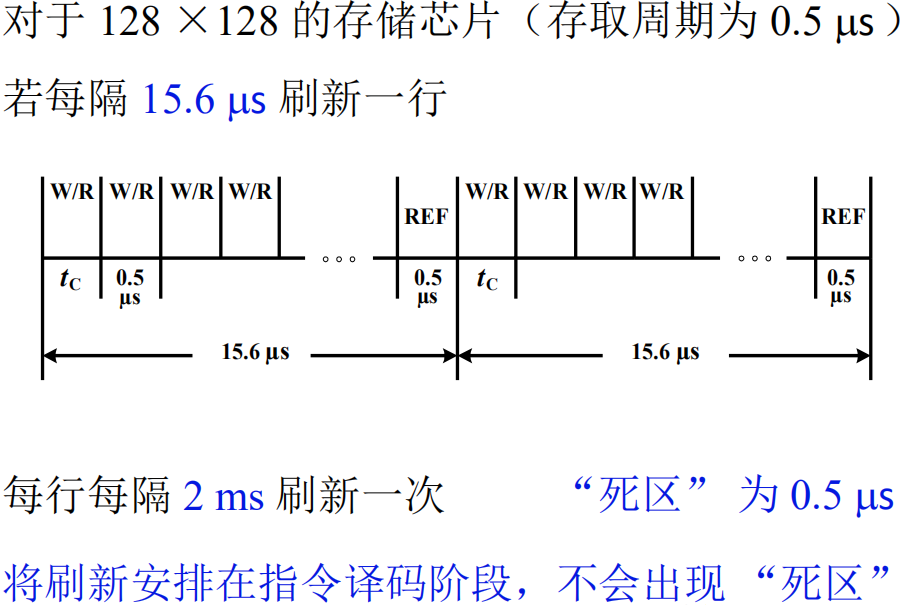 对于 128 ×128 的存储芯片（存取周期为 0.5 μs ）
若每隔 15.6 μs 刷新一行
W/R W/R W/R W/R REF W/R W/R W/R W/R REF
tC 0.5 μs 0.5 μs tC 0.5 μs
15.6 μs 15.6 μs
每行每隔 2 ms 刷新一次 “死区” 为 0.5 μs
将刷新安排在指令译码阶段，不会出现 “死区”